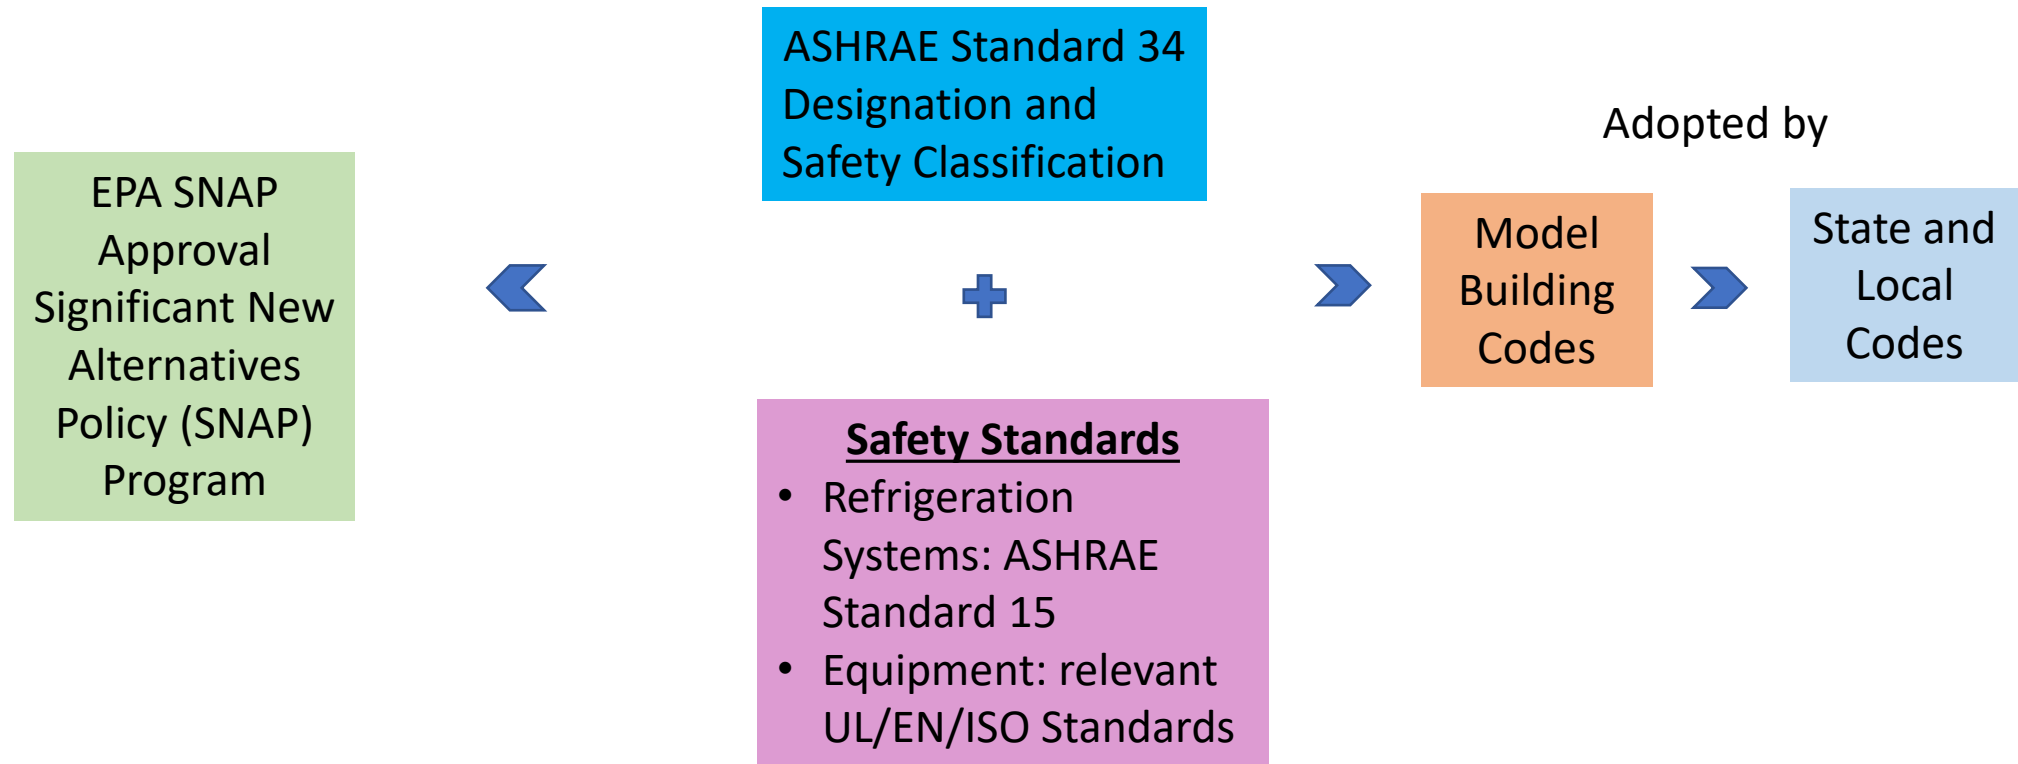 EPA SNAP
Approval
Significant New
Alternatives
Policy (SNAP)
Program
ASHRAE Standard 34
Designation and
Safety Classification
Safety Standards
• Refrigeration
Systems: ASHRAE
Standard 15
• Equipment: relevant
UL/EN/ISO Standards
Adopted by
Model
Building
Codes
State and
Local
Codes